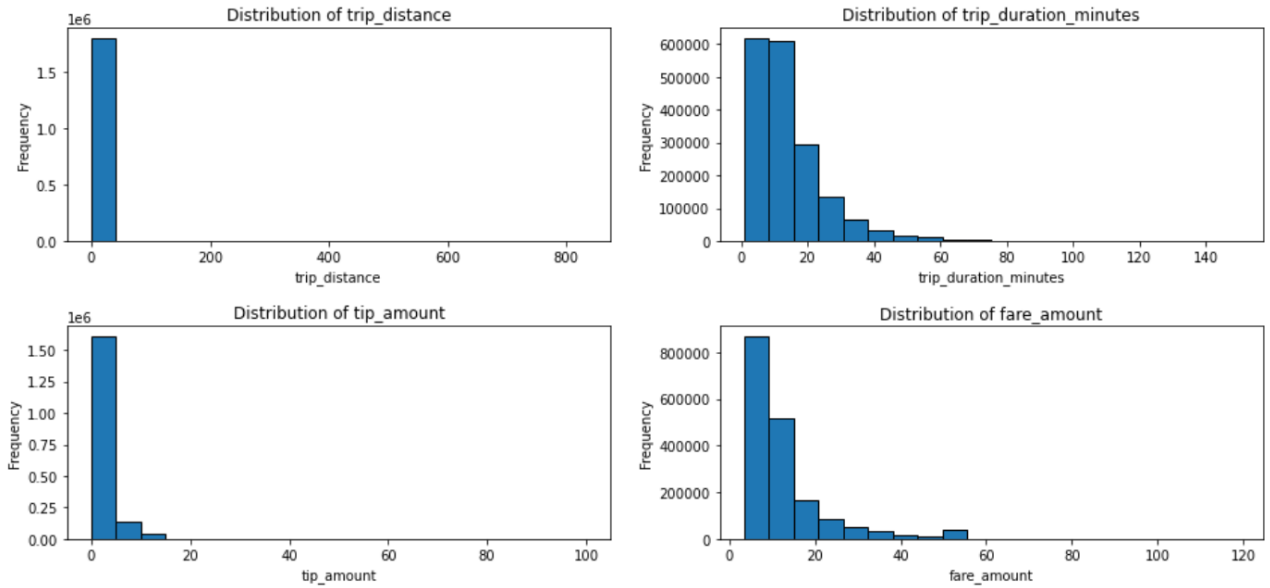 Distribution of trip_distance
1e6
1.5
1.0
0.5
0.0
Frequency
0 200 400 600 800
trip_distance
Distribution of trip_duration_minutes
600000
500000
400000
300000
200000
100000
0
Frequency
0 20 40 60 80 100 120 140
trip_duration_minutes
Distribution of tip_amount
1e6
1.50
1.25
1.00
0.75
0.50
0.25
0.00
Frequency
0 20 40 60 80 100
tip_amount
Distribution of fare_amount
800000
600000
400000
200000
0
Frequency
0 20 40 60 80 100 120
fare_amount